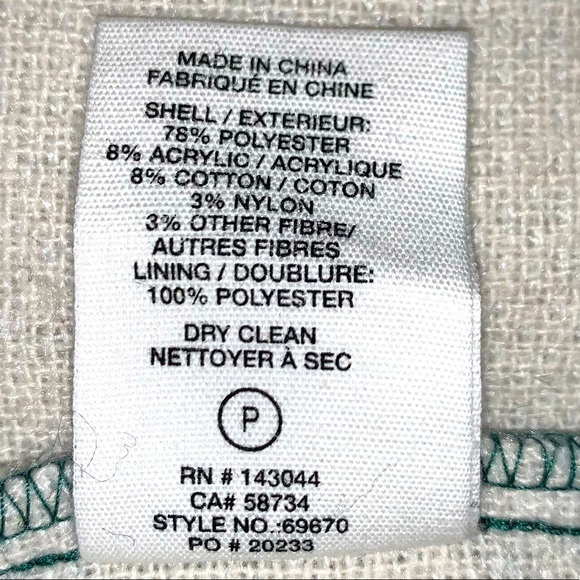 MADE IN CHINA
FABRIQUÉ EN CHINE
SHELL / EXTERIEUR:
78% POLYESTER
8% ACRYLIC / ACRYLIQUE
8% COTTON / COTON
3% NYLON
3% OTHER FIBRE/
AUTRES FIBRES
LINING / DOUBLURE:
100% POLYESTER
DRY CLEAN
NETTOYER À SEC
P
RN # 143044
CA# 58734
STYLE NO.:69670
PO # 20233